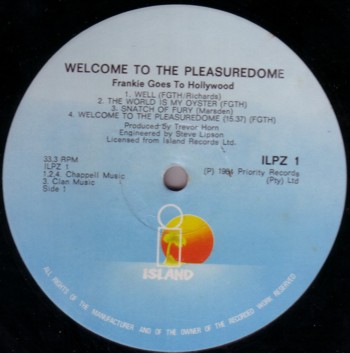 WELCOME TO THE PLEASUREDOME
Frankie Goes To Hollywood
1. WELL (FGTH/Richards)
2. THE WORLD IS MY OYSTER (FGTH)
3. SNATCH OF FURY (Marsden)
4. WELCOME TO THE PLEASUREDOME (15.37) (FGTH)
Produced by Trevor Horn
Engineered by Steve Lipson
Licensed from Island Records Ltd.
33,3 RPM
ILPZ 1
1,2,4. Chappell Music
3. Clan Music
Side 1
ILPZ 1
(P) 1984 Priority Records
(Pty) Ltd
i
ISLAND
ALL RIGHTS OF THE MANUFACTURER AND OF THE OWNER OF THE RECORDED WORK RESERVED